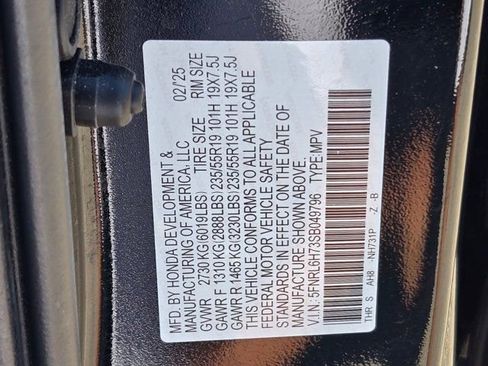 MFD. BY HONDA DEVELOPMENT & 02/25
MANUFACTURING OF AMERICA, LLC
TIRE SIZE RIM SIZE
GVWR 2730 KG (6019LBS)
GAWR F 1310 KG (2888LBS) 235/55R19 101H 19X7.5J
GAWR R 1465 KG (3230LBS) 235/55R19 101H 19X7.5J
THIS VEHICLE CONFORMS TO ALL APPLICABLE
FEDERAL MOTOR VEHICLE SAFETY
STANDARDS IN EFFECT ON THE DATE OF
MANUFACTURE SHOWN ABOVE.
V.I.N: 5FNRL6H73SB049796 TYPE:MPV
THR S AH8 -NH731P -Z -B